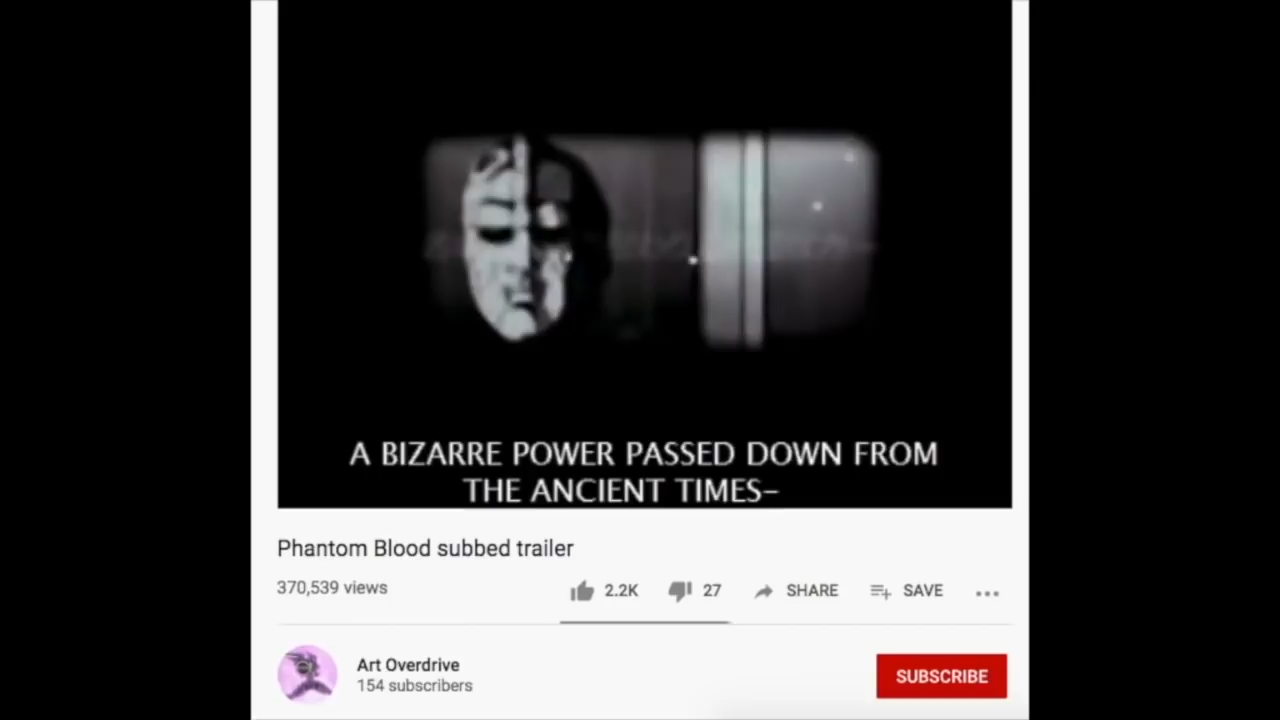 A BIZARRE POWER PASSED DOWN FROM
THE ANCIENT TIMES-
Phantom Blood subbed trailer
370,539 views
2.2K
27
SHARE
SAVE
Art Overdrive
154 subscribers
SUBSCRIBE